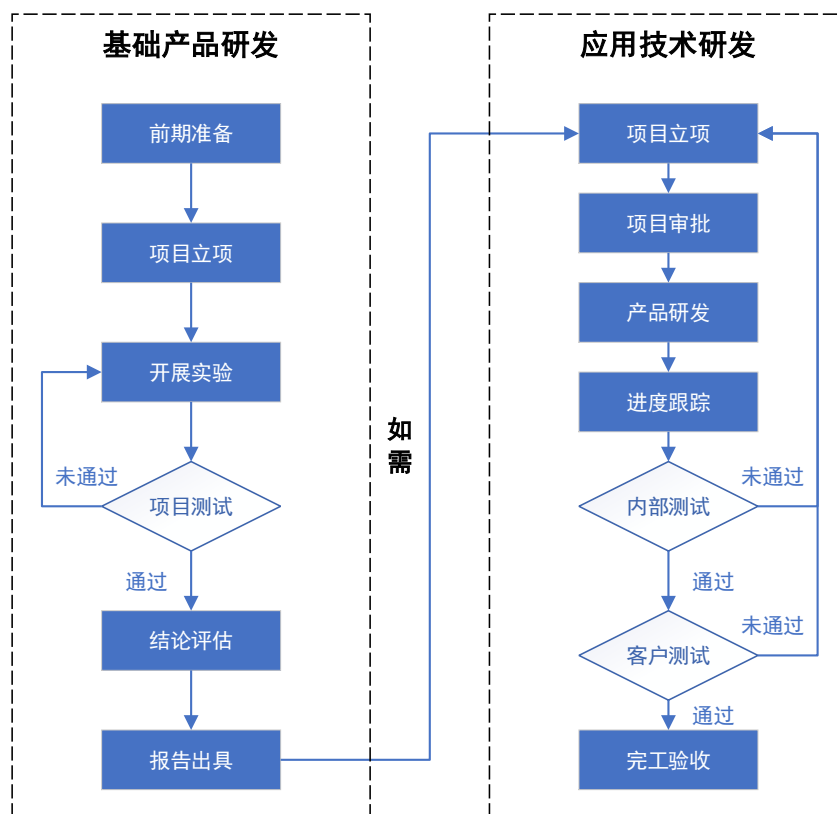 基础产品研发
前期准备
项目立项
开展实验
未通过
项目测试
通过
结论评估
报告出具
如
需
应用技术研发
项目立项
项目审批
产品研发
进度跟踪
内部测试
未通过
通过
客户测试
未通过
通过
完工验收